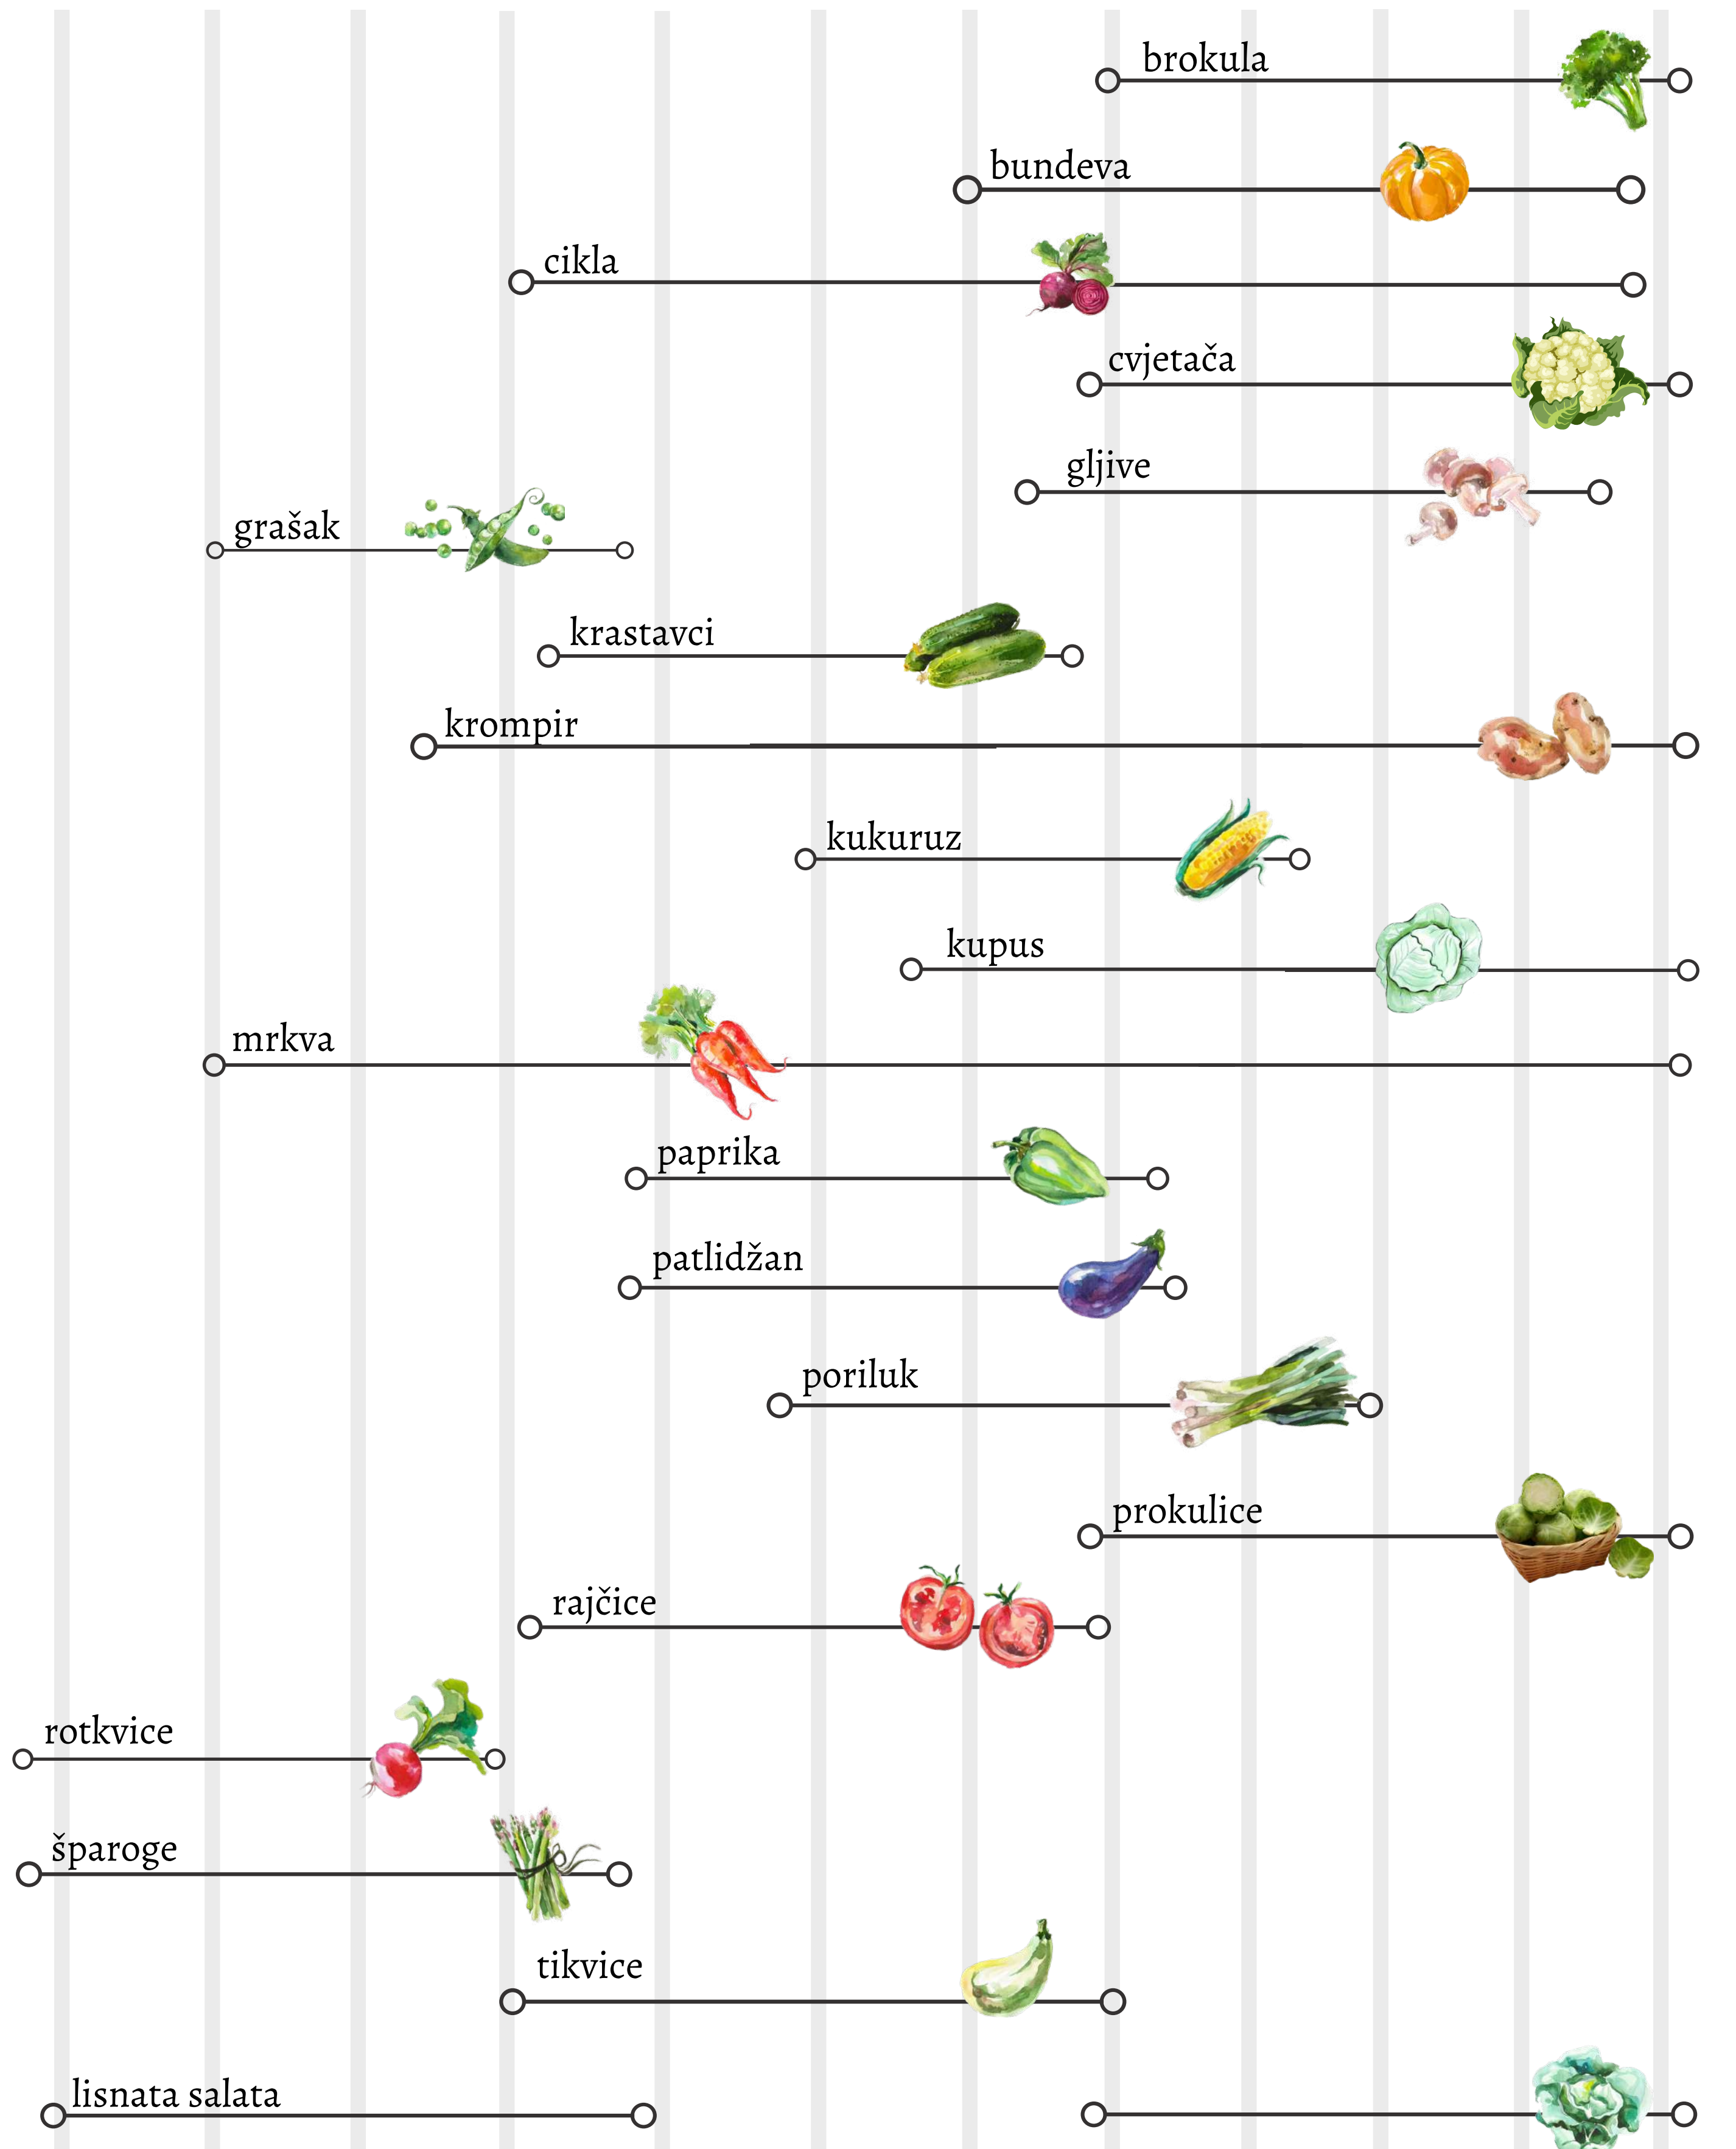 brokula
bundeva
cikla
cvjetača
gljive
grašak
krastavci
krompir
kukuruz
kupus
mrkva
paprika
patlidžan
poriluk
prokulice
rajčice
rotkvice
šparoge
tikvice
lisnata salata